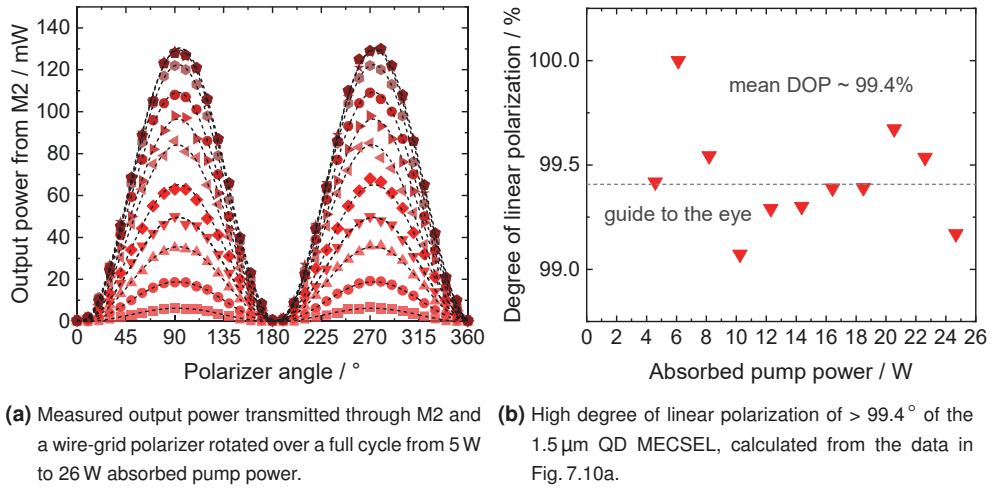 Output power from M2 / mW
140
120
100
80
60
40
20
0
0 45 90 135 180 225 270 315 360
Polarizer angle / °
Degree of linear polarization / %
100.0
99.5
99.0
mean DOP ~ 99.4%
guide to the eye
0 2 4 6 8 10 12 14 16 18 20 22 24 26
Absorbed pump power / W
(a) Measured output power transmitted through M2 and
a wire-grid polarizer rotated over a full cycle from 5 W
to 26 W absorbed pump power.
(b) High degree of linear polarization of > 99.4° of the
1.5 µm QD MECSEL, calculated from the data in
Fig. 7.10a.